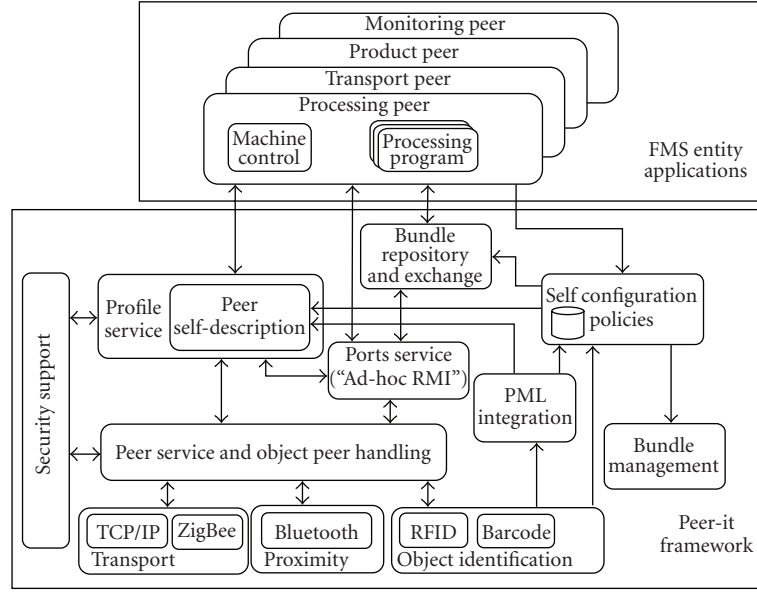 Monitoring peer
Product peer
Transport peer
Processing peer
Machine
control
Processing
program
FMS entity
applications
Bundle
repository
and exchange
Profile
service
Peer
self-description
Self configuration
policies
Security support
Ports service
(“Ad-hoc RMI”)
PML
integration
Bundle
management
Peer service and object peer handling
TCP/IP
ZigBee
Transport
Bluetooth
Proximity
RFID
Barcode
Object identification
Peer-it
framework